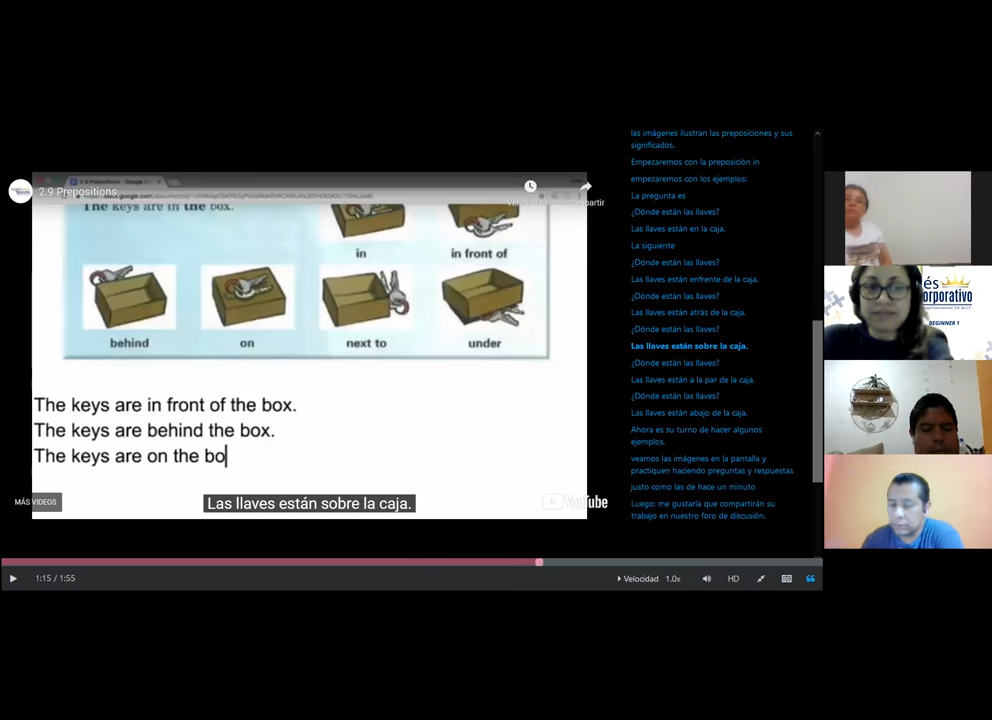 2.9 Prepositions
The keys are in the box.
in
in front of
behind
on
next to
under
The keys are in front of the box.
The keys are behind the box.
The keys are on the bo
MÁS VIDEOS
Las llaves están sobre la caja.
YouTube
1:15 / 1:55
Velocidad 1.0x
HD
CC
las imágenes ilustran las preposiciones y sus
significados.
Empezaremos con la preposición in
empezaremos con los ejemplos:
La pregunta es
¿Dónde están las llaves?
Las llaves están en la caja.
La siguiente
¿Dónde están las llaves?
Las llaves están enfrente de la caja.
¿Dónde están las llaves?
Las llaves están atrás de la caja.
¿Dónde están las llaves?
Las llaves están sobre la caja.
¿Dónde están las llaves?
Las llaves están a la par de la caja.
¿Dónde están las llaves?
Las llaves están abajo de la caja.
Ahora es su turno de hacer algunos
ejemplos.
veamos las imágenes en la pantalla y
practiquen haciendo preguntas y respuestas
justo como las de hace un minuto
Luego: me gustaría que compartirán su
trabajo en nuestro foro de discusión.
és
orporativo
BEGINNER 1